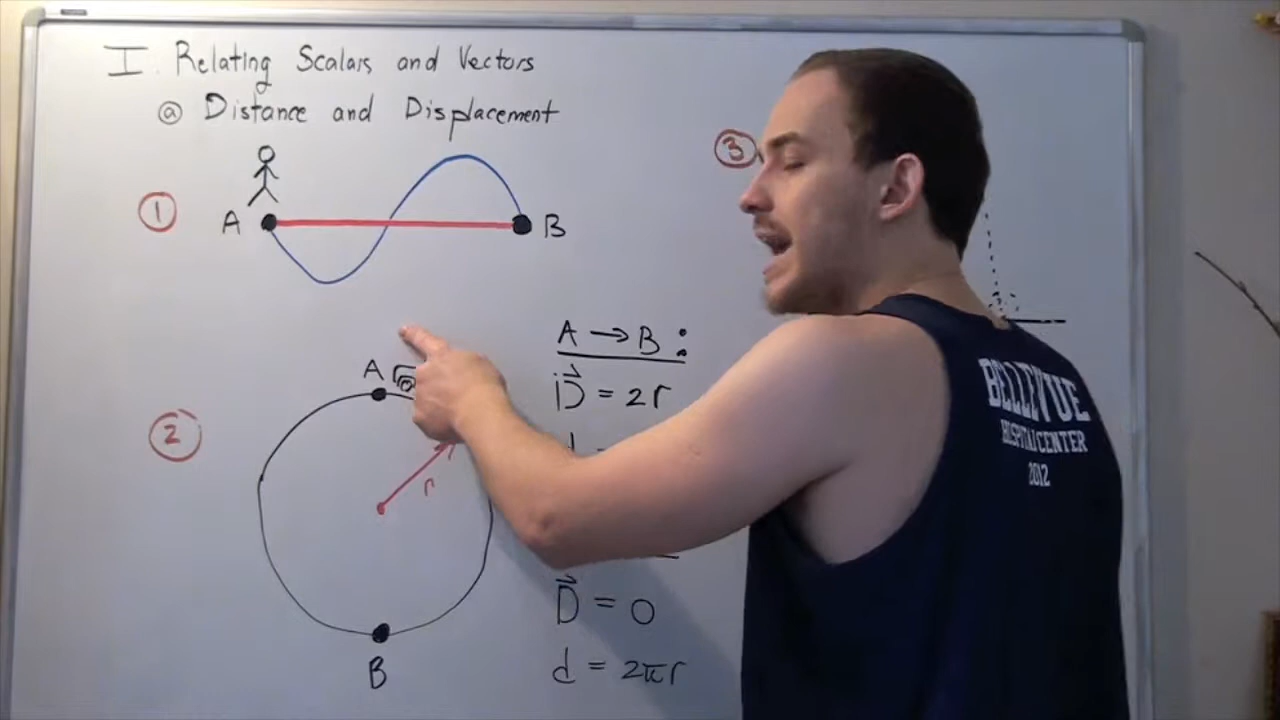 I. Relating Scalars and Vectors
ⓐ Distance and Displacement
①
A
B
③
②
A
r
B
A → B :
D⃗ = 2r
d
D⃗ = 0
d = 2πr
BELLEVUE
HOSPITAL CENTER
2012